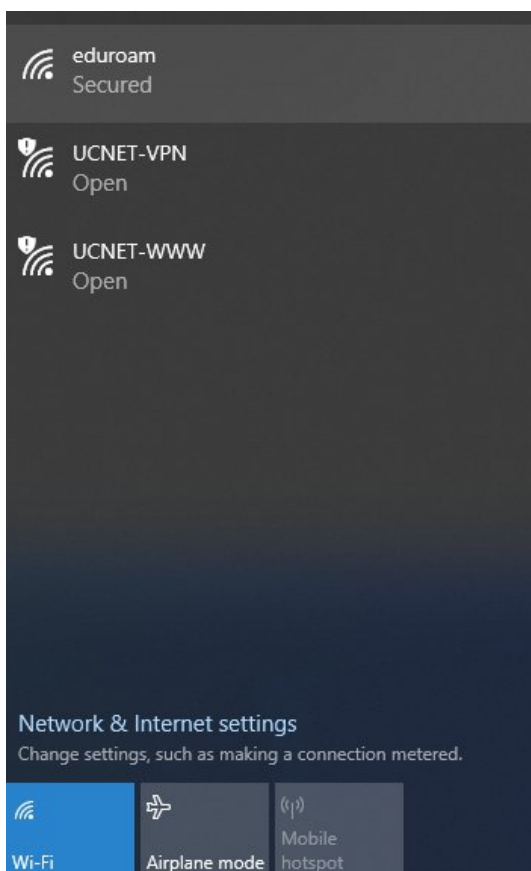 eduroam
Secured
UCNET-VPN
Open
UCNET-WWW
Open
Network & Internet settings
Change settings, such as making a connection metered.
Mobile
Wi-Fi Airplane mode hotspot